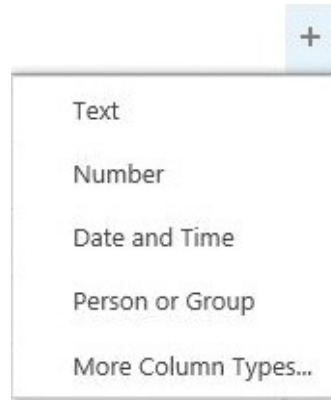 +
Text
Number
Date and Time
Person or Group
More Column Types...